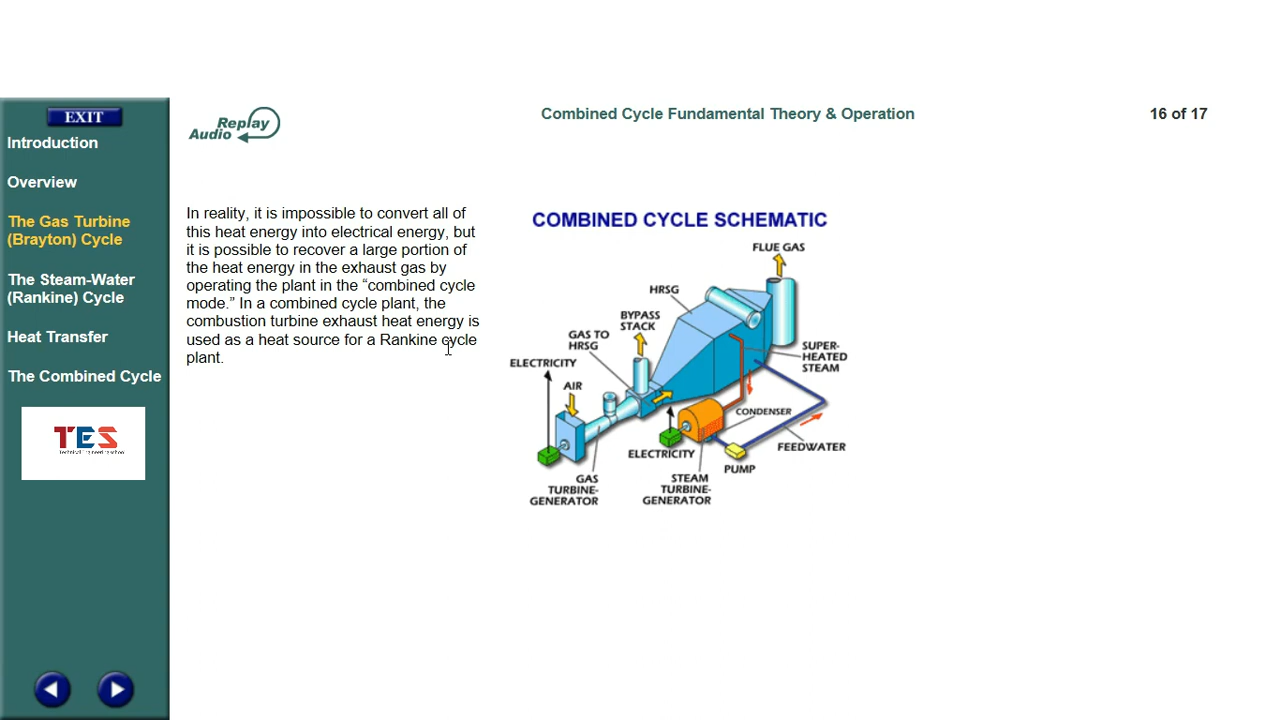 EXIT
Introduction
Overview
The Gas Turbine
(Brayton) Cycle
The Steam-Water
(Rankine) Cycle
Heat Transfer
The Combined Cycle
TES
Replay
Audio
Combined Cycle Fundamental Theory & Operation
16 of 17
In reality, it is impossible to convert all of
this heat energy into electrical energy, but
it is possible to recover a large portion of
the heat energy in the exhaust gas by
operating the plant in the “combined cycle
mode.” In a combined cycle plant, the
combustion turbine exhaust heat energy is
used as a heat source for a Rankine cycle
plant.
COMBINED CYCLE SCHEMATIC
FLUE GAS
HRSG
BYPASS
STACK
GAS TO
HRSG
ELECTRICITY
AIR
SUPER-
HEATED
STEAM
CONDENSER
FEEDWATER
ELECTRICITY
PUMP
GAS
TURBINE-
GENERATOR
STEAM
TURBINE-
GENERATOR